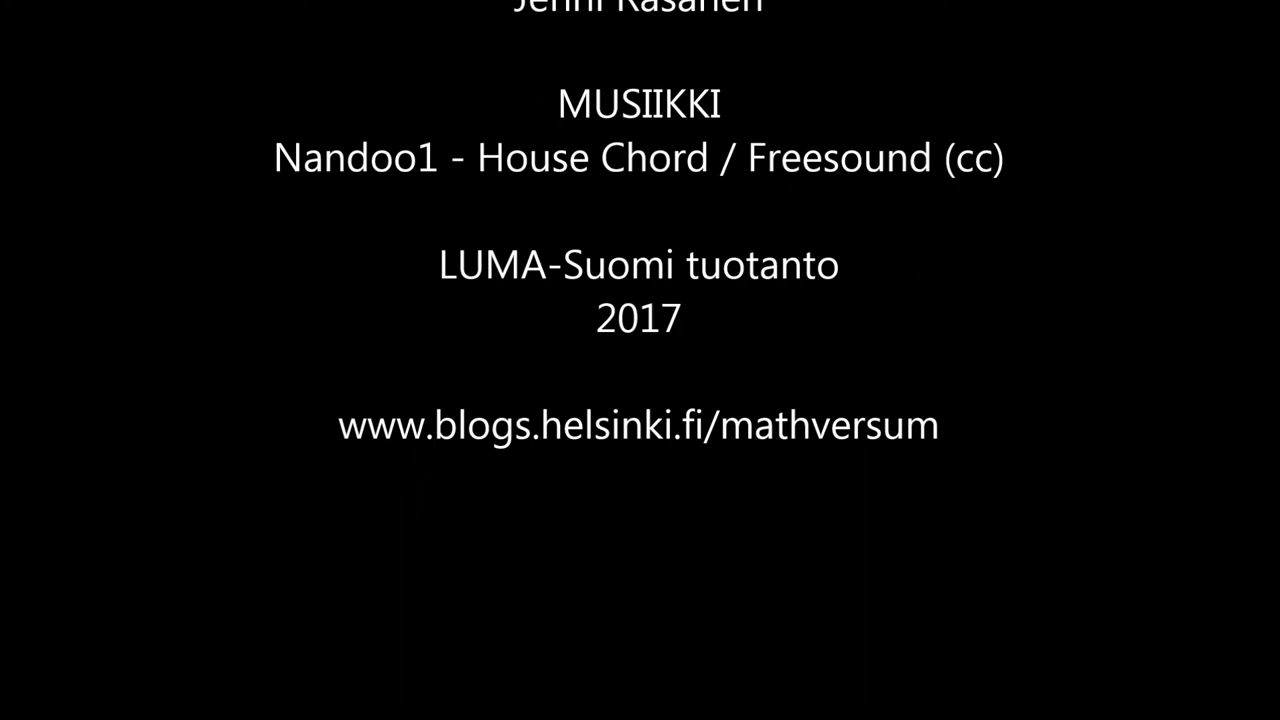 MUSIIKKI
Nandoo1 - House Chord / Freesound (cc)
LUMA-Suomi tuotanto
2017
www.blogs.helsinki.fi/mathversum